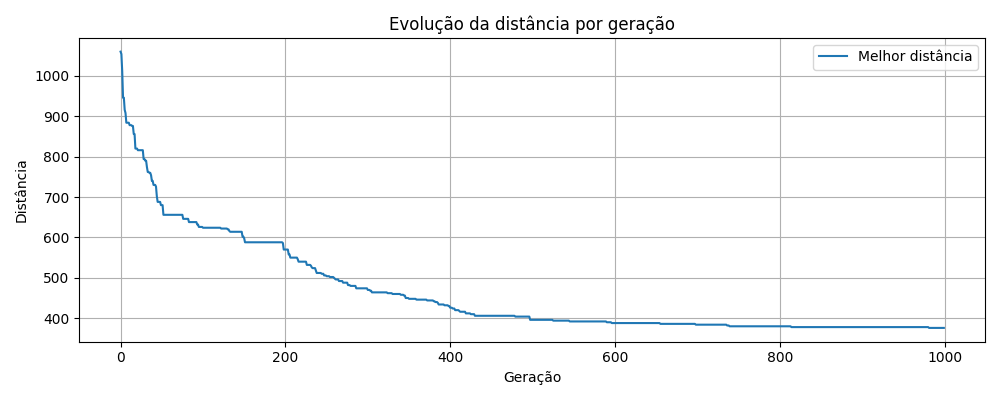 Evolução da distância por geração
Melhor distância
Distância
1000
900
800
700
600
500
400
0 200 400 600 800 1000
Geração